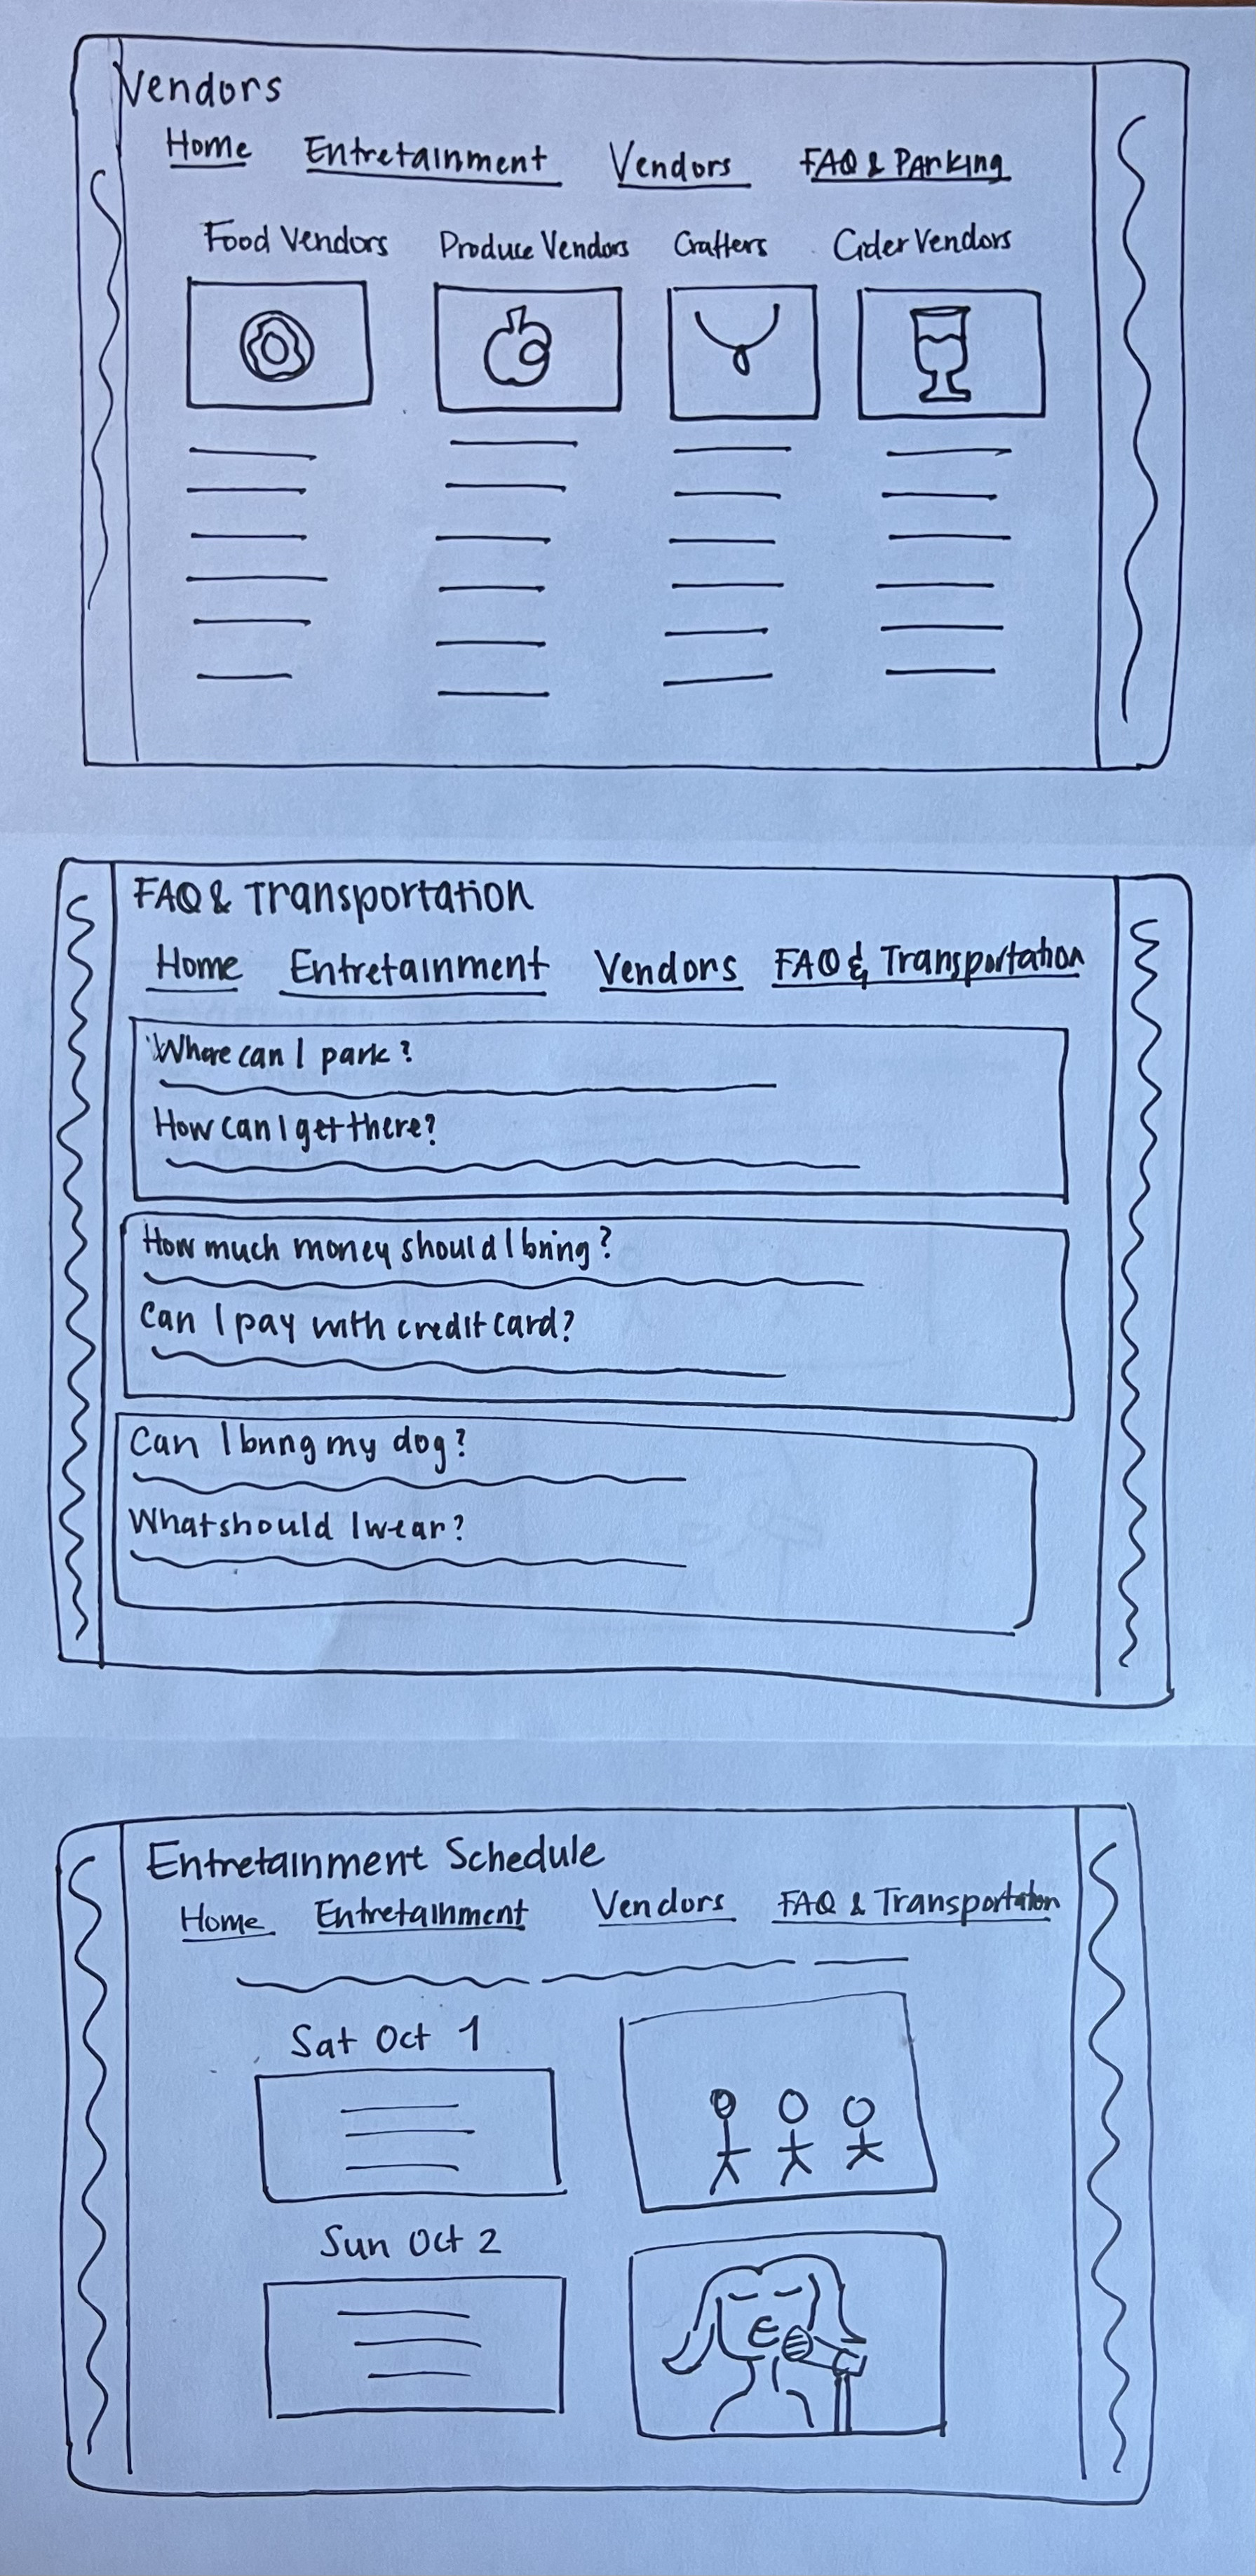 Vendors
Home Entretainment Vendors FAQ & Parking
Food Vendors Produce Vendors Crafters Cider Vendors
FAQ & Transportation
Home Entretainment Vendors FAQ & Transportation
Where can I park?
How can I get there?
How much money should I bring?
Can I pay with credit card?
Can I bring my dog?
What should I wear?
Entretainment Schedule
Home Entretainment Vendors FAQ & Transportation
Sat Oct 1
Sun Oct 2